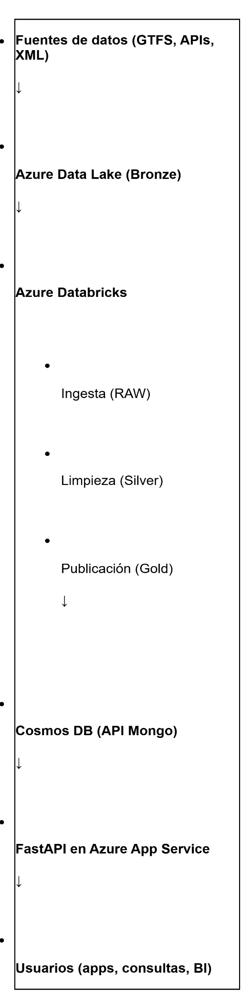 Fuentes de datos (GTFS, APIs,
XML)
↓
Azure Data Lake (Bronze)
↓
Azure Databricks
Ingesta (RAW)
Limpieza (Silver)
Publicación (Gold)
↓
Cosmos DB (API Mongo)
↓
FastAPI en Azure App Service
↓
Usuarios (apps, consultas, BI)